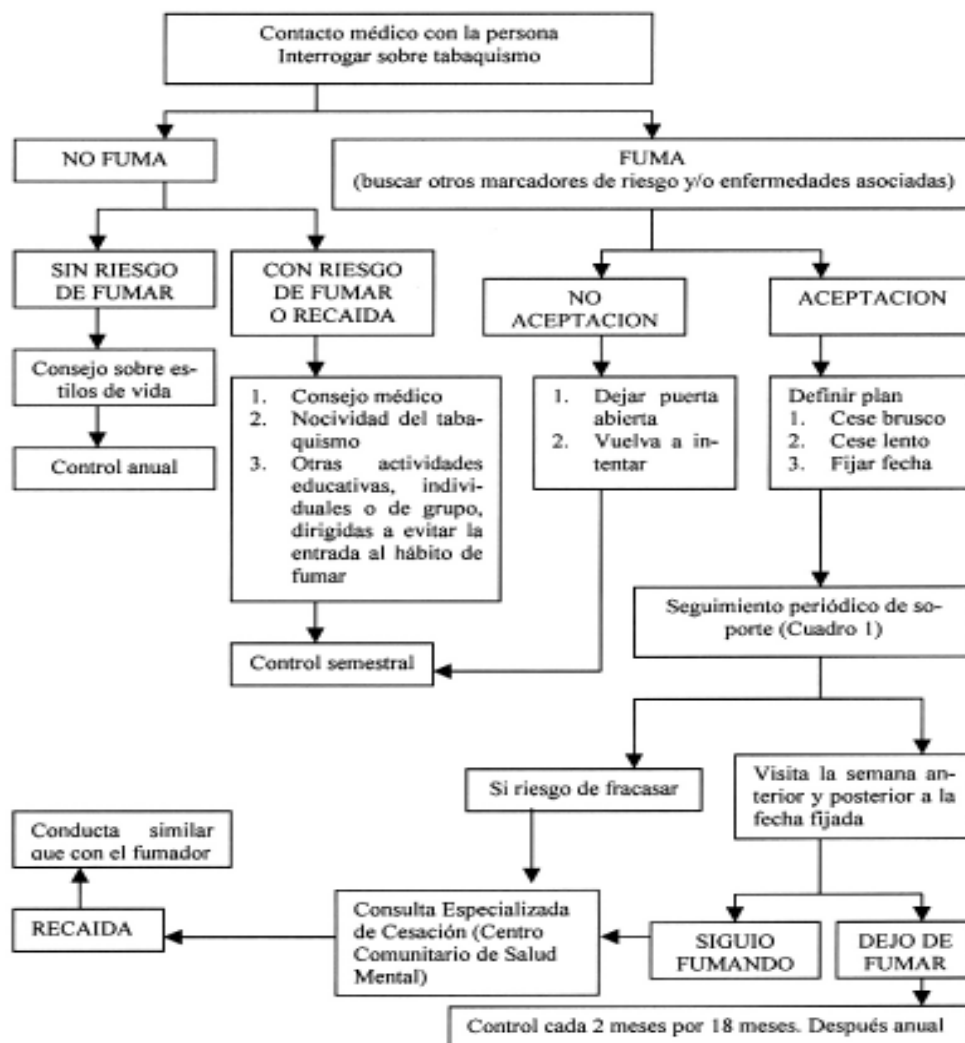 Contacto médico con la persona
Interrogar sobre tabaquismo
NO FUMA
FUMA
(buscar otros marcadores de riesgo y/o enfermedades asociadas)
SIN RIESGO
DE FUMAR
CON RIESGO
DE FUMAR
O RECAIDA
NO
ACEPTACION
ACEPTACION
Consejo sobre es-
tilos de vida
Control anual
1. Consejo médico
2. Nocividad del taba-
quismo
3. Otras actividades
educativas, indivi-
duales o de grupo,
dirigidas a evitar la
entrada al hábito de
fumar
1. Dejar puerta
abierta
2. Vuelva a in-
tentar
Definir plan
1. Cese brusco
2. Cese lento
3. Fijar fecha
Control semestral
Seguimiento periódico de so-
porte (Cuadro 1)
Si riesgo de fracasar
Visita la semana an-
terior y posterior a la
fecha fijada
Conducta similar
que con el fumador
RECAIDA
Consulta Especializada
de Cesación (Centro
Comunitario de Salud
Mental)
SIGUIO
FUMANDO
DEJO DE
FUMAR
Control cada 2 meses por 18 meses. Después anual